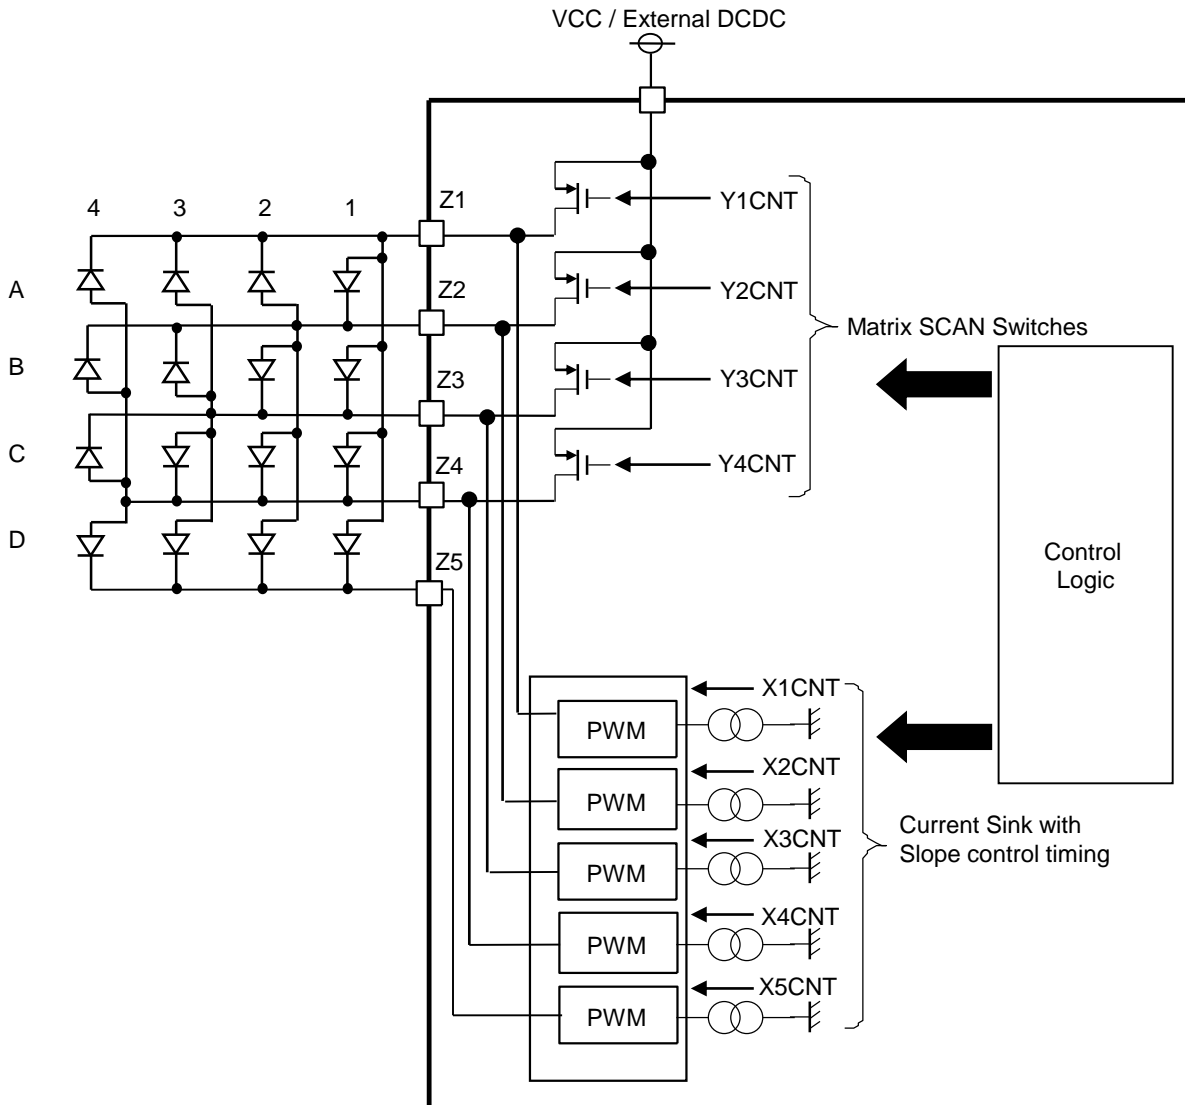 VCC / External DCDC
4 3 2 1
Z1
Y1CNT
A
Z2
Y2CNT
Matrix SCAN Switches
B
Z3
Y3CNT
C
Z4
Y4CNT
D
Z5
Control
Logic
X1CNT
PWM
X2CNT
PWM
X3CNT
PWM
Current Sink with
Slope control timing
X4CNT
PWM
X5CNT
PWM